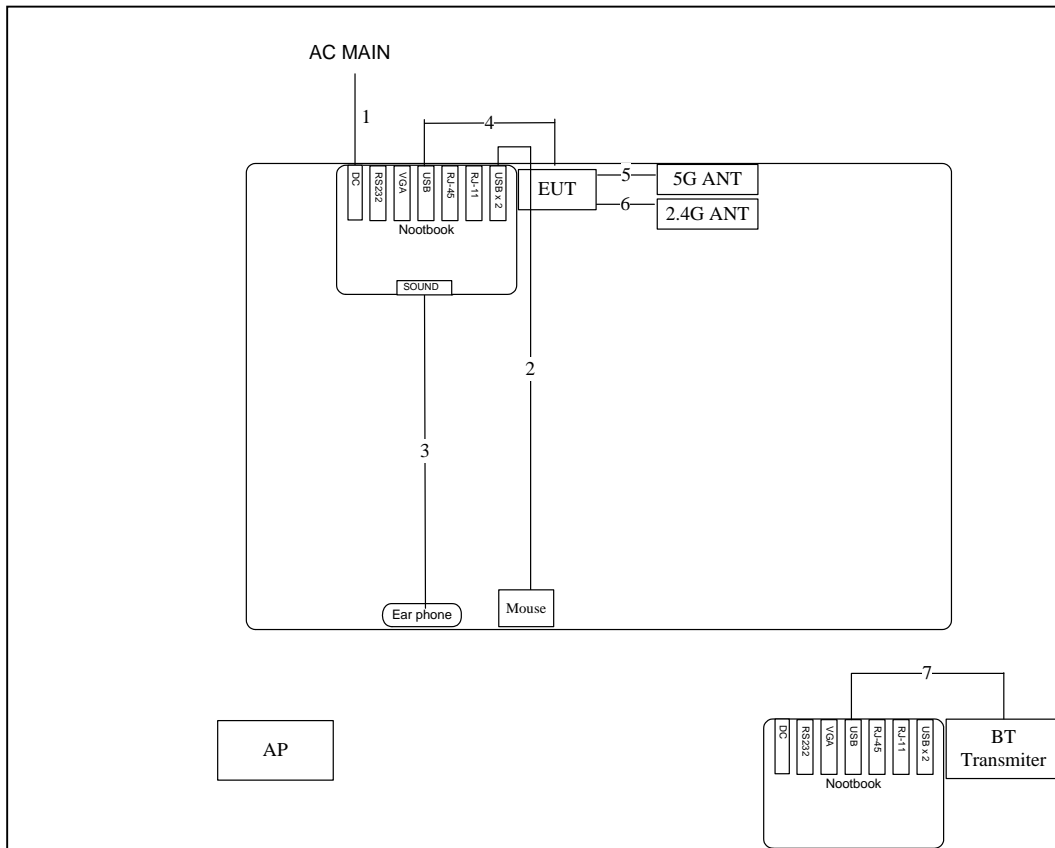 AC MAIN
1
4
DC
RS232
VGA
USB
RJ-45
RJ-11
USB x 2
Nootbook
SOUND
EUT
5
5G ANT
6
2.4G ANT
2
3
Ear phone
Mouse
AP
7
DC
RS232
VGA
USB
RJ-45
RJ-11
USB x 2
Nootbook
BT
Transmiter